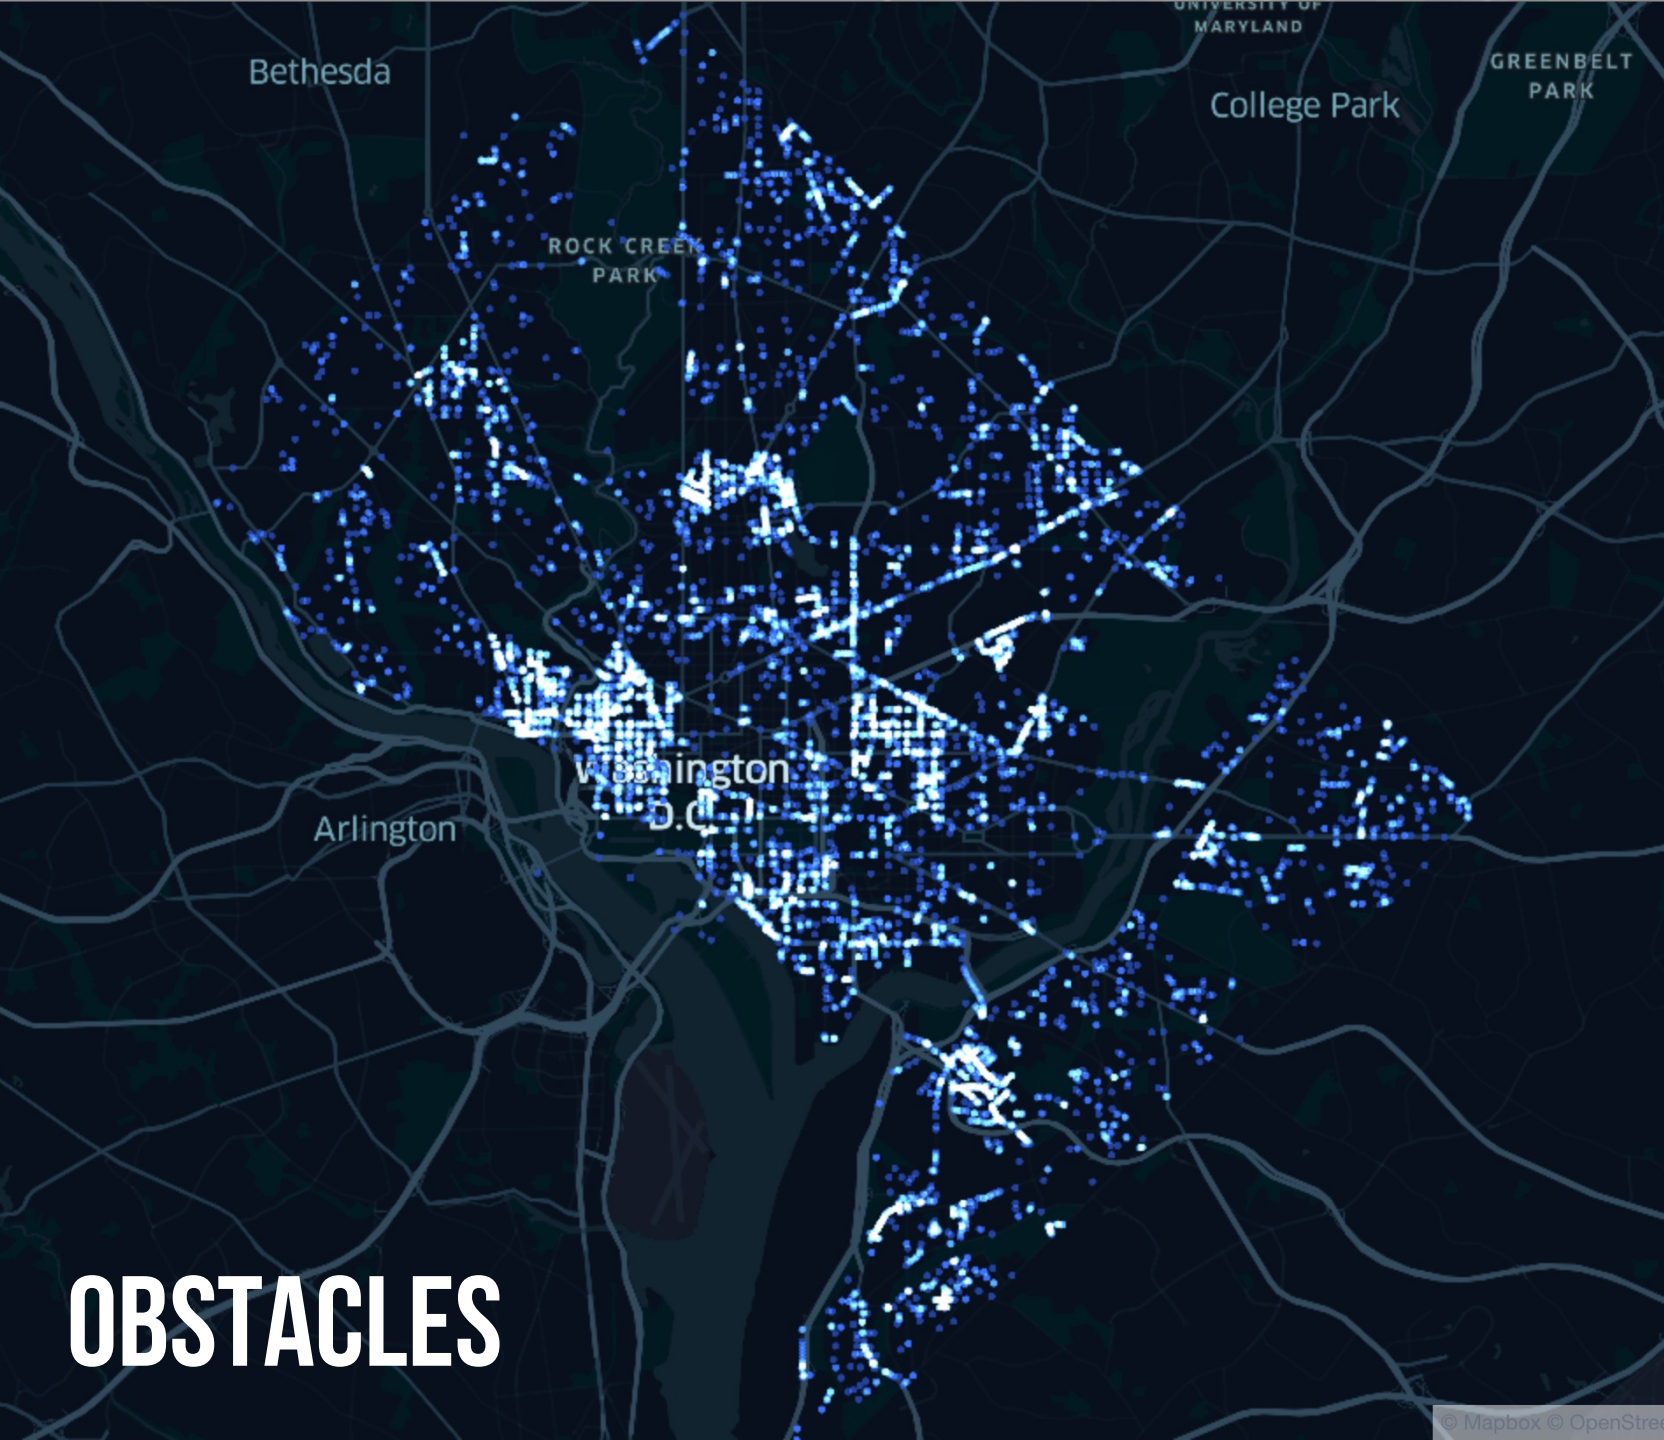 UNIVERSITY OF
MARYLAND
GREENBELT
PARK
Bethesda
College Park
ROCK CREEK
PARK
Washington
D.C.
Arlington
OBSTACLES
© Mapbox © OpenStree